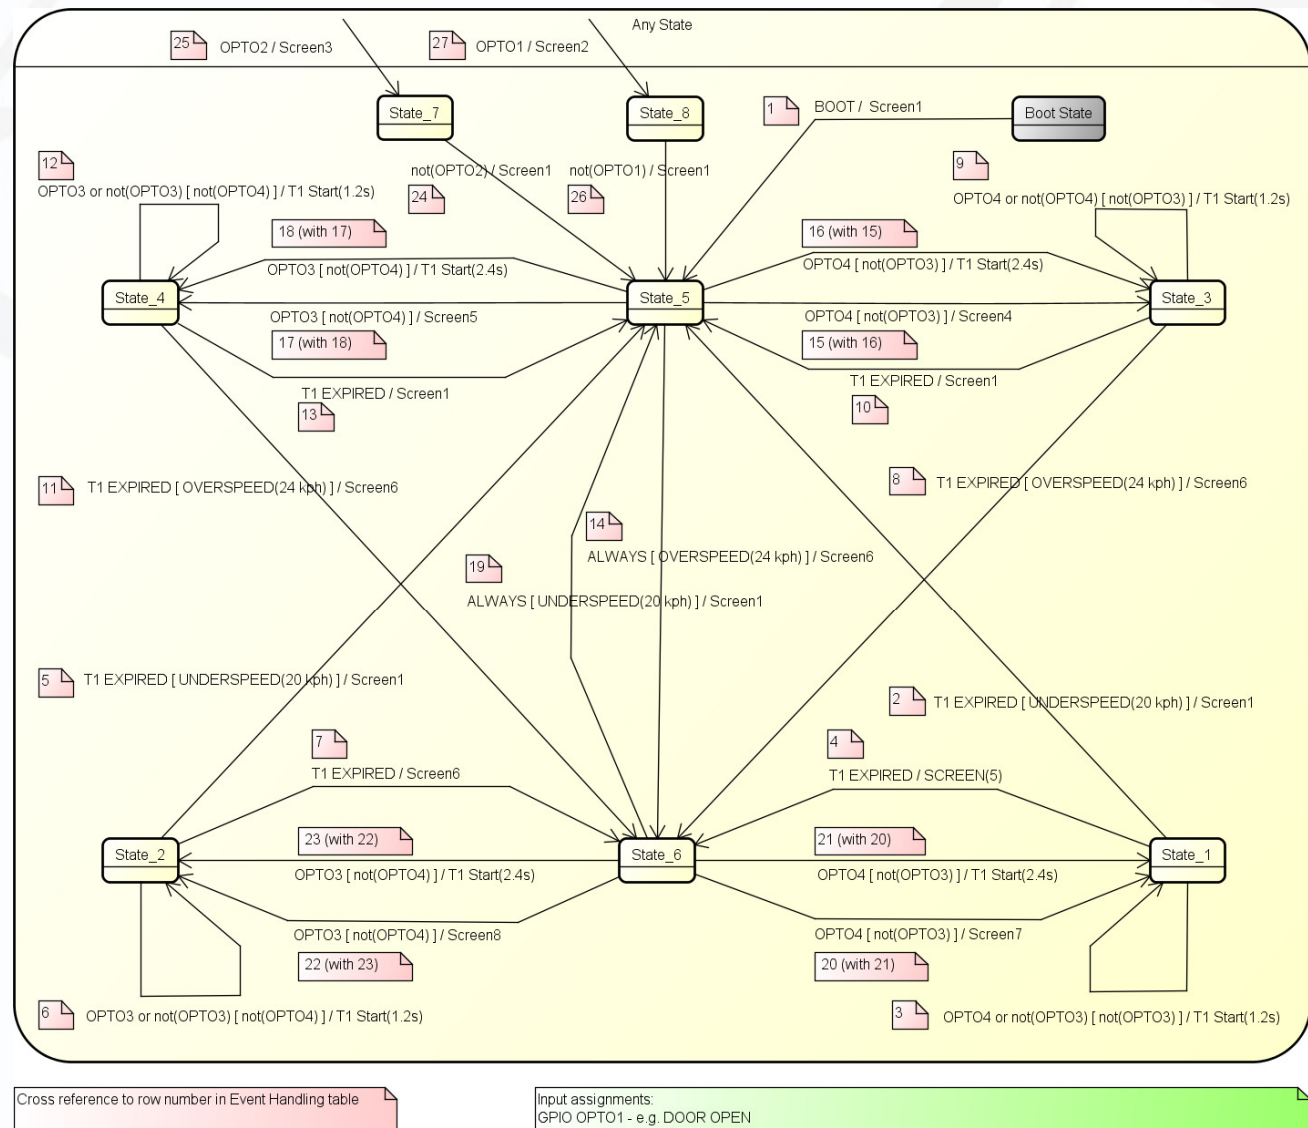 Any State
25
OPTO2 / Screen3
27
OPTO1 / Screen2
State_7
State_8
1
BOOT / Screen1
Boot State
12
OPTO3 or not(OPTO3) [ not(OPTO4) ] / T1 Start(1.2s)
not(OPTO2) / Screen1
24
not(OPTO1) / Screen1
26
9
OPTO4 or not(OPTO4) [ not(OPTO3) ] / T1 Start(1.2s)
18 (with 17)
OPTO3 [ not(OPTO4) ] / T1 Start(2.4s)
16 (with 15)
OPTO4 [ not(OPTO3) ] / T1 Start(2.4s)
State_4
State_5
State_3
OPTO3 [ not(OPTO4) ] / Screen5
17 (with 18)
OPTO4 [ not(OPTO3) ] / Screen4
15 (with 16)
T1 EXPIRED / Screen1
13
T1 EXPIRED / Screen1
10
11
T1 EXPIRED [ OVERSPEED(24 kph) ] / Screen6
8
T1 EXPIRED [ OVERSPEED(24 kph) ] / Screen6
14
ALWAYS [ OVERSPEED(24 kph) ] / Screen6
19
ALWAYS [ UNDERSPEED(20 kph) ] / Screen1
5
T1 EXPIRED [ UNDERSPEED(20 kph) ] / Screen1
2
T1 EXPIRED [ UNDERSPEED(20 kph) ] / Screen1
7
T1 EXPIRED / Screen6
4
T1 EXPIRED / SCREEN(5)
23 (with 22)
21 (with 20)
State_2
State_6
State_1
OPTO3 [ not(OPTO4) ] / T1 Start(2.4s)
OPTO4 [ not(OPTO3) ] / T1 Start(2.4s)
OPTO3 [ not(OPTO4) ] / Screen8
22 (with 23)
OPTO4 [ not(OPTO3) ] / Screen7
20 (with 21)
6
OPTO3 or not(OPTO3) [ not(OPTO4) ] / T1 Start(1.2s)
3
OPTO4 or not(OPTO3) [ not(OPTO3) ] / T1 Start(1.2s)
Cross reference to row number in Event Handling table
Input assignments:
GPIO OPTO1 - e.g. DOOR OPEN